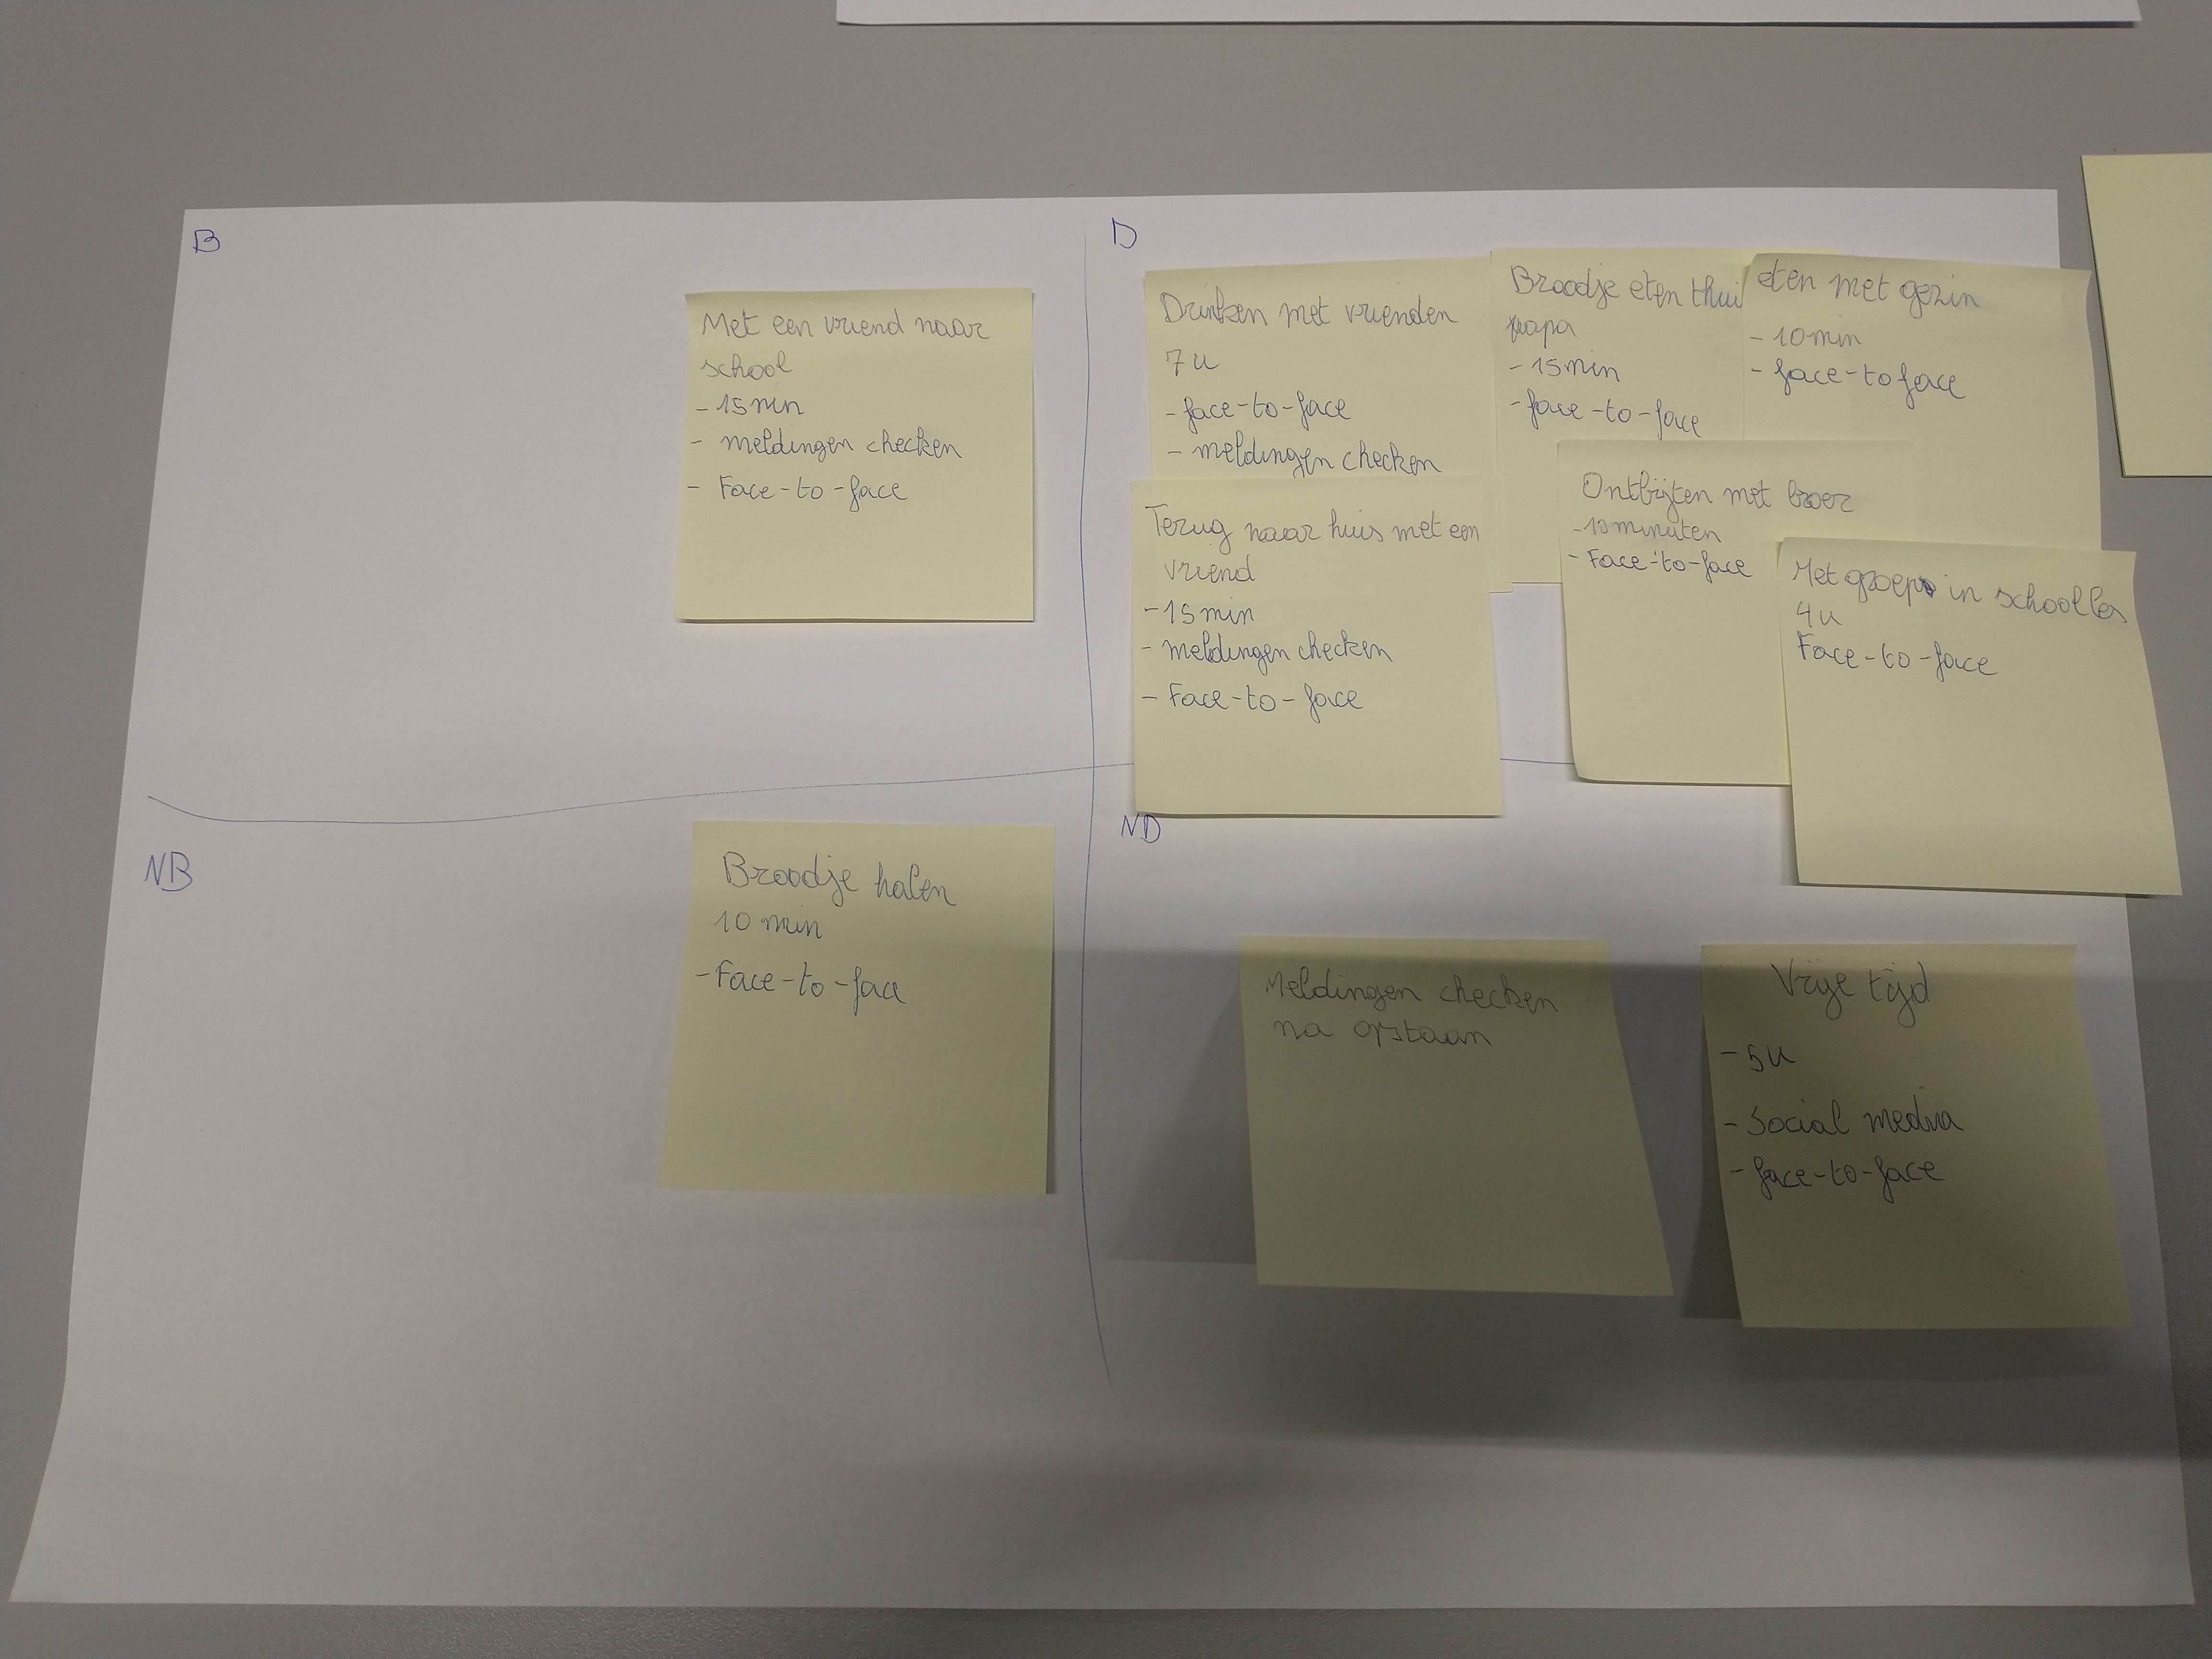 B
Met een vriend naar
school
- 15 min
- meldingen checken
- Face-to-face
D
Drinken met vrienden
7 u
- face-to-face
- meldingen checken
Broodje eten thui
papa
- 15 min
- face-to-face
eten met gezin
- 10 min
- face-to face
Terug naar huis met een
vriend
- 15 min
- meldingen checken
- Face-to-face
Ontbijten met broer
- 10 minuten
- Face-to-face
Met groep in school les
4u
Face-to-face
NB
Broodje halen
10 min
- Face-to-face
ND
Meldingen checken
na opstaan
Vrije tijd
- 5u
- Social media
- face-to-face